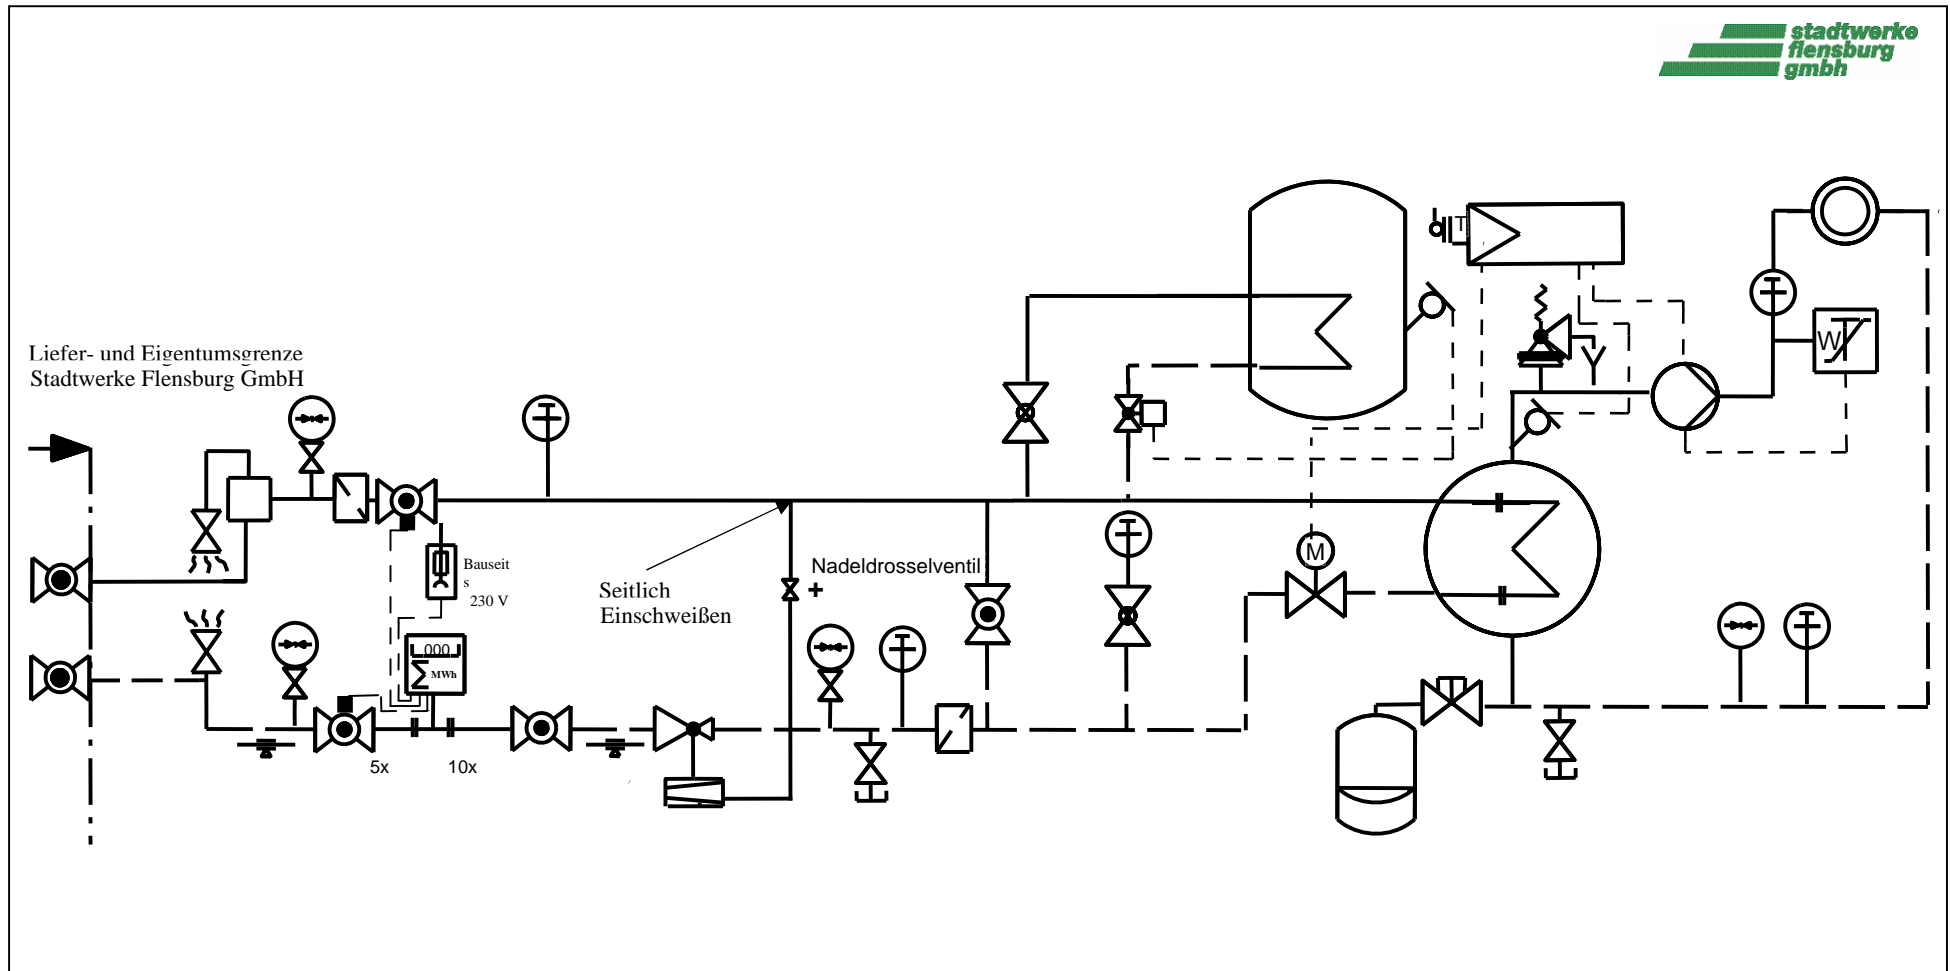 stadtwerke
flensburg
gmbh
T
Liefer- und Eigentumsgrenze
Stadtwerke Flensburg GmbH
W
Bauseit
s
230 V
Nadeldrosselventil
+
M
Seitlich
Einschweißen
000
MWh
5x 10x